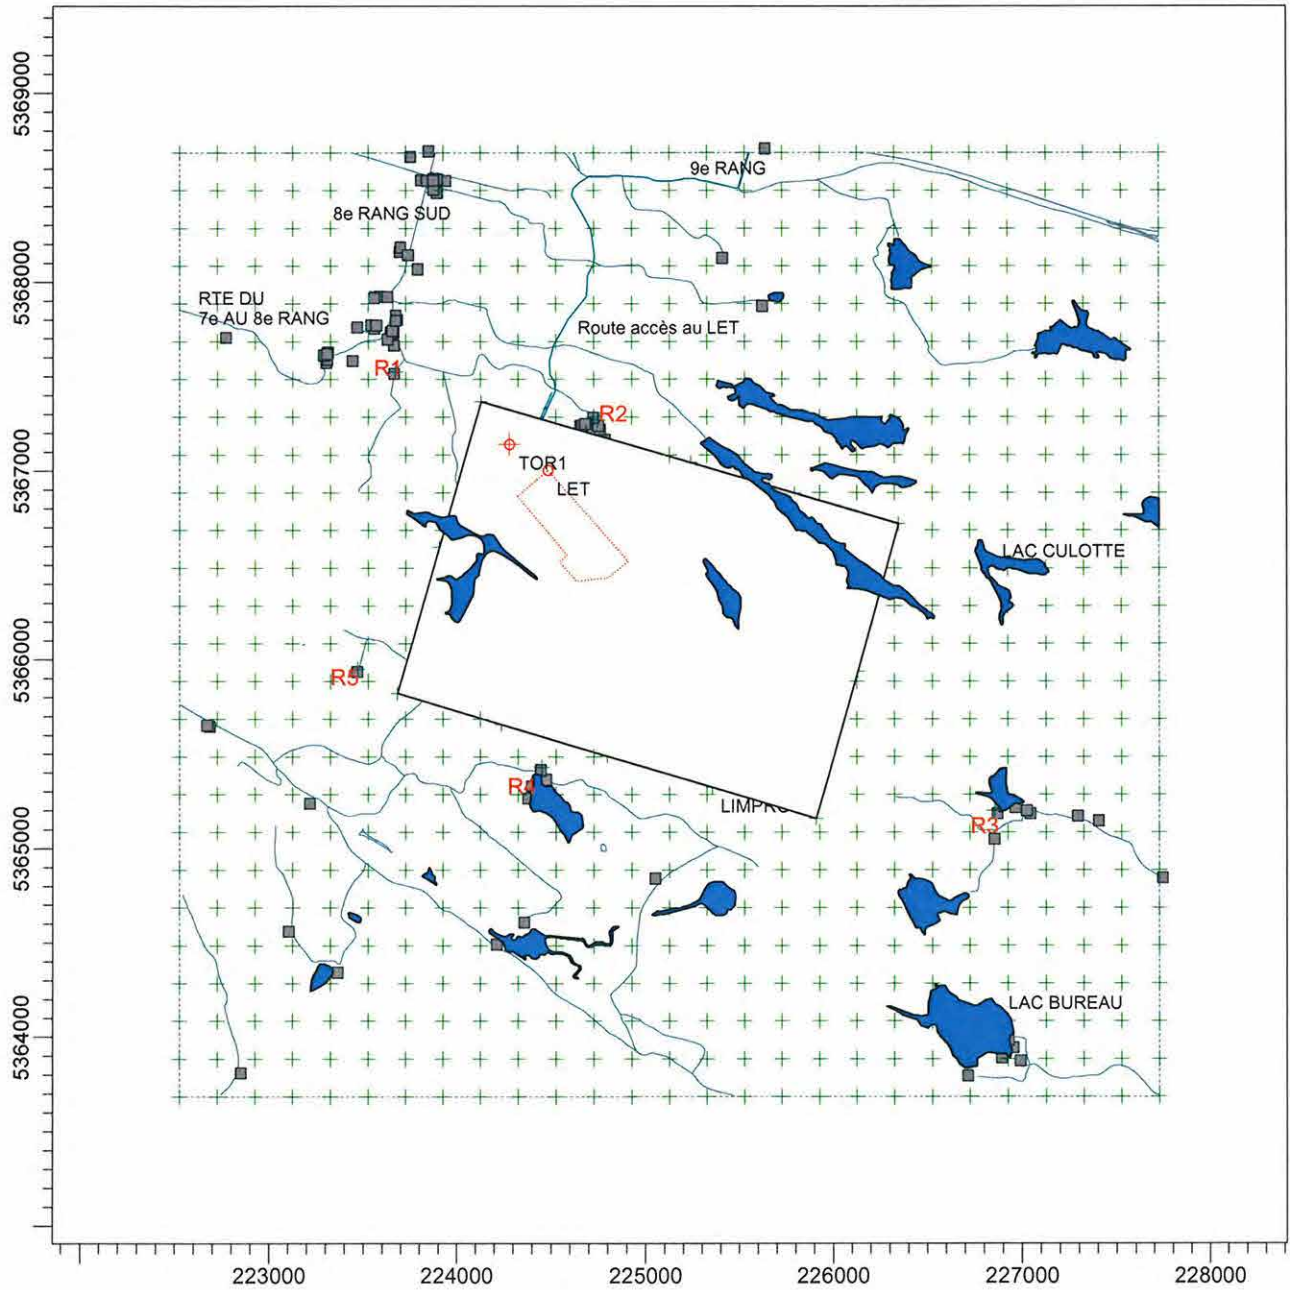 5369000
5368000
5367000
5366000
5365000
5364000
9e RANG
8e RANG SUD
RTE DU
7e AU 8e RANG
Route accès au LET
R1
R2
TOR1
LET
LAC CULOTTE
R5
R4
R3
LAC BUREAU
223000
224000
225000
226000
227000
228000